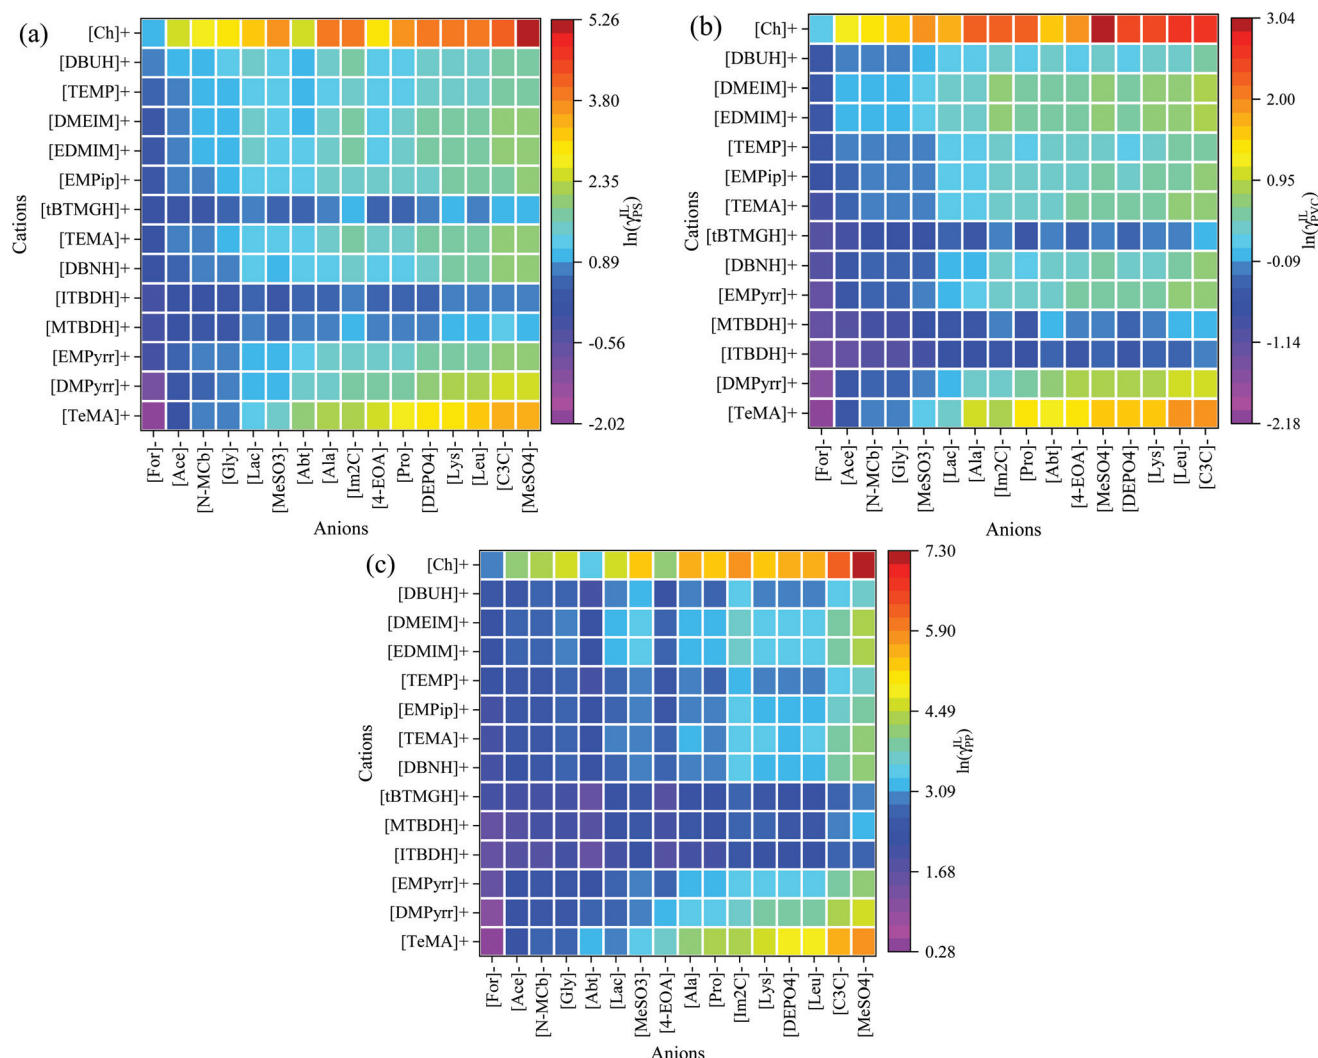 (a)
[Ch]+
[DBUH]+
[TEMP]+
[DMEIM]+
[EDMIM]+
[EMPip]+
[tBTMGH]+
[TEMA]+
[DBNH]+
[ITBDH]+
[MTBDH]+
[EMPyrr]+
[DMPyrr]+
[TeMA]+
Cations
[For]-
[Ace]-
[N-MCb]-
[Gly]-
[Lac]-
[MeSO3]-
[Abt]-
[Ala]-
[Im2C]-
[4-EOA]-
[Pro]-
[DEPO4]-
[Lys]-
[Leu]-
[C3C]-
[MeSO4]-
Anions
5.26
3.80
2.35
0.89
-0.56
-2.02
ln(γ^IL_PS)
(b)
[Ch]+
[DBUH]+
[DMEIM]+
[EDMIM]+
[TEMP]+
[EMPip]+
[TEMA]+
[tBTMGH]+
[DBNH]+
[EMPyrr]+
[MTBDH]+
[ITBDH]+
[DMPyrr]+
[TeMA]+
Cations
[For]-
[Ace]-
[N-MCb]-
[Gly]-
[MeSO3]-
[Lac]-
[Ala]-
[Im2C]-
[Pro]-
[Abt]-
[4-EOA]-
[MeSO4]-
[DEPO4]-
[Lys]-
[Leu]-
[C3C]-
Anions
3.04
2.00
0.95
-0.09
-1.14
-2.18
ln(γ^IL_PVC)
(c)
[Ch]+
[DBUH]+
[DMEIM]+
[EDMIM]+
[TEMP]+
[EMPip]+
[TEMA]+
[DBNH]+
[tBTMGH]+
[MTBDH]+
[ITBDH]+
[EMPyrr]+
[DMPyrr]+
[TeMA]+
Cations
[For]-
[Ace]-
[N-MCb]-
[Gly]-
[Abt]-
[Lac]-
[MeSO3]-
[4-EOA]-
[Ala]-
[Pro]-
[Im2C]-
[Lys]-
[DEPO4]-
[Leu]-
[C3C]-
[MeSO4]-
Anions
7.30
5.90
4.49
3.09
1.68
0.28
ln(γ^IL_PP)